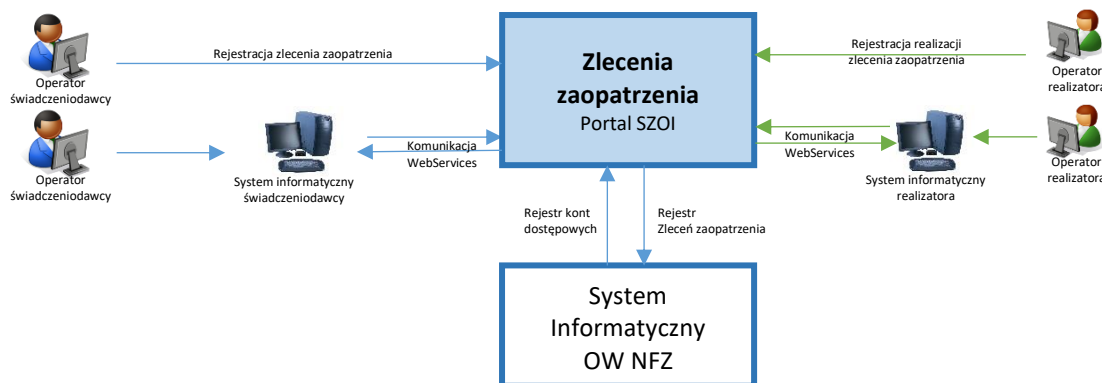 Operator
świadczeniodawcy
Rejestracja zlecenia zaopatrzenia
Zlecenia
zaopatrzenia
Portal SZOI
Rejestracja realizacji
zlecenia zaopatrzenia
Operator
realizatora
Operator
świadczeniodawcy
System informatyczny
świadczeniodawcy
Komunikacja
WebServices
Komunikacja
WebServices
System informatyczny
realizatora
Operator
realizatora
Rejestr kont
dostępowych
Rejestr
Zleceń zaopatrzenia
System
Informatyczny
OW NFZ